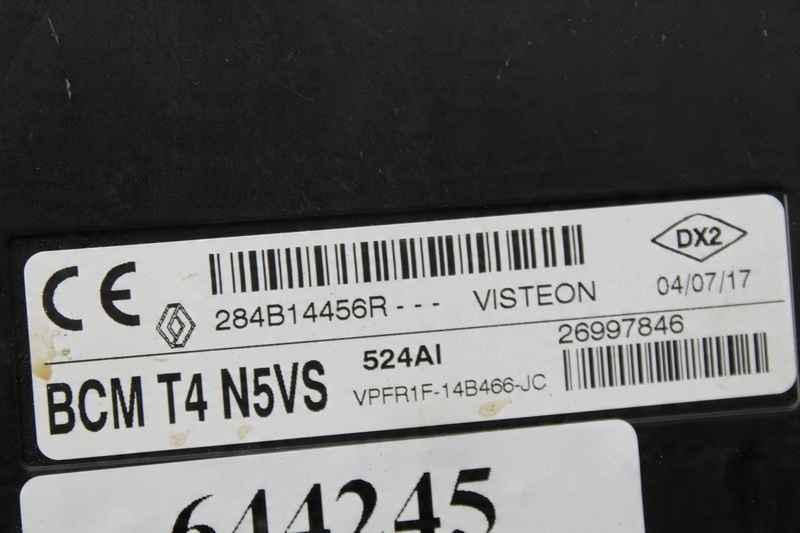 CE
284B14456R--- VISTEON
DX2
04/07/17
BCM T4 N5VS
524AI
VPFR1F-14B466-JC
26997846
644245